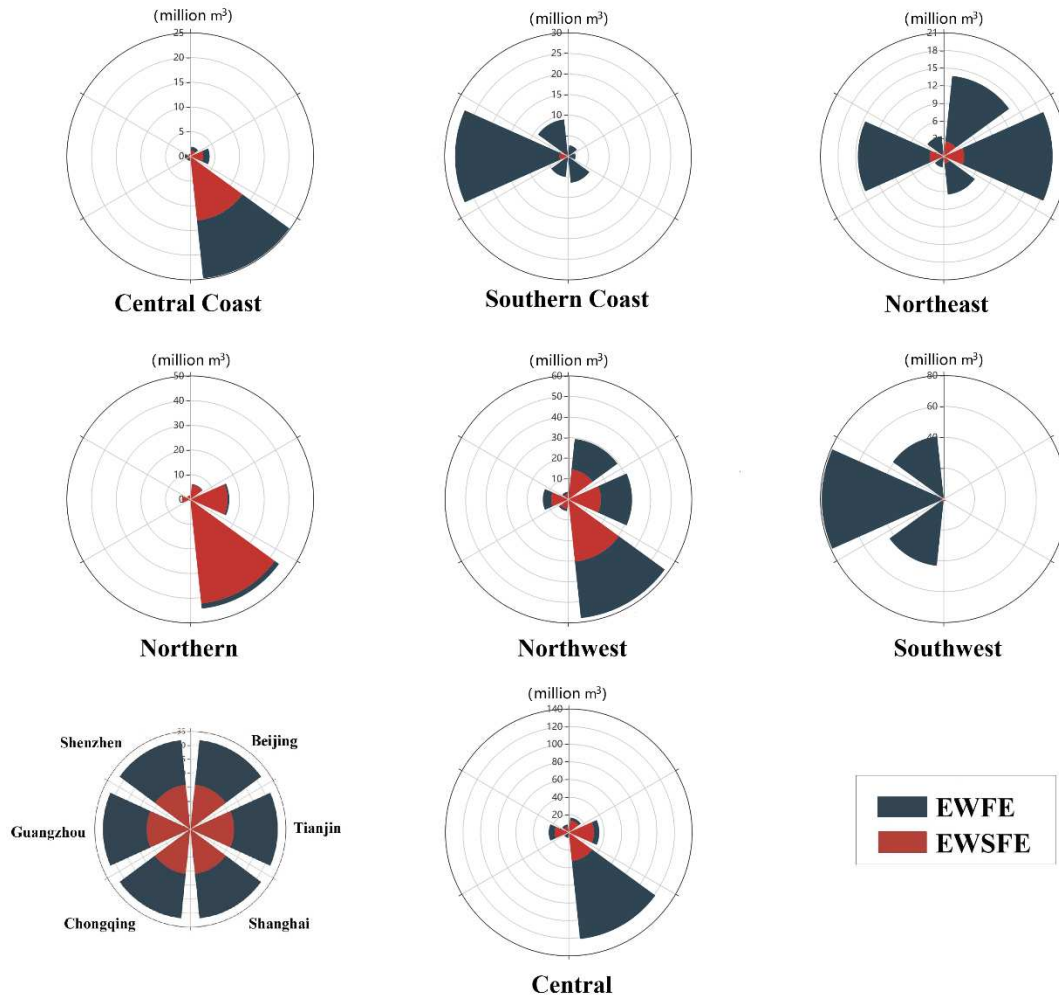 (million m³)
25
20
15
10
5
0
Central Coast
(million m³)
30
25
20
15
10
Southern Coast
(million m³)
21
18
15
12
9
6
Northeast
(million m³)
50
40
30
20
10
0
Northern
(million m³)
60
50
40
30
20
10
Northwest
(million m³)
80
60
40
Southwest
Shenzhen
Beijing
Guangzhou
Tianjin
Chongqing
Shanghai
(million m³)
140
120
100
80
60
40
20
Central
EWFE
EWSFE